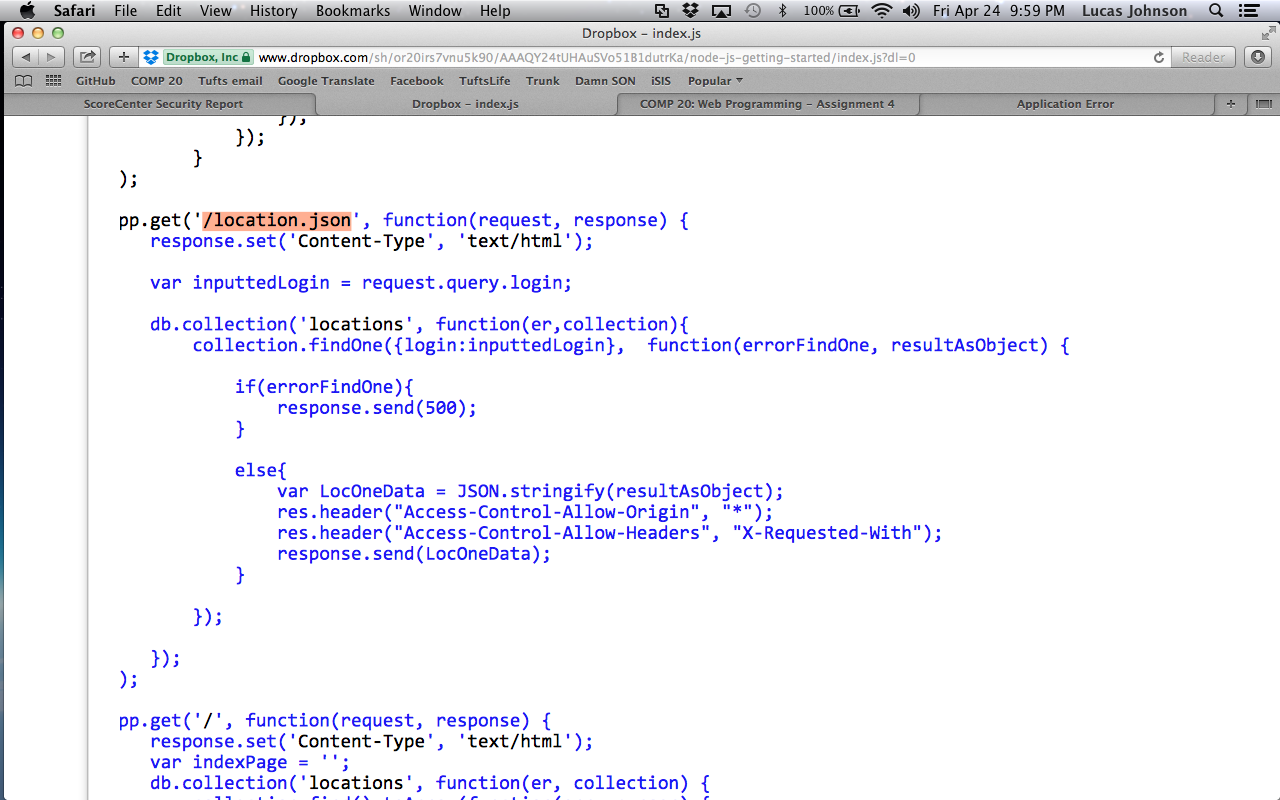 Safari File Edit View History Bookmarks Window Help 100% Fri Apr 24 9:59 PM Lucas Johnson
Dropbox – index.js
Dropbox, Inc www.dropbox.com/sh/or20irs7vnu5k90/AAAQY24tUHAuSVo51B1dutrKa/node-js-getting-started/index.js?dl=0 Reader
GitHub COMP 20 Tufts email Google Translate Facebook TuftsLife Trunk Damn SON iSIS Popular
ScoreCenter Security Report Dropbox – index.js COMP 20: Web Programming – Assignment 4 Application Error
});
});
}
);
pp.get('/location.json', function(request, response) {
response.set('Content-Type', 'text/html');
var inputtedLogin = request.query.login;
db.collection('locations', function(er,collection){
collection.findOne({login:inputtedLogin}, function(errorFindOne, resultAsObject) {
if(errorFindOne){
response.send(500);
}
else{
var LocOneData = JSON.stringify(resultAsObject);
res.header("Access-Control-Allow-Origin", "*");
res.header("Access-Control-Allow-Headers", "X-Requested-With");
response.send(LocOneData);
}
});
});
);
pp.get('/', function(request, response) {
response.set('Content-Type', 'text/html');
var indexPage = '';
db.collection('locations', function(er, collection) {